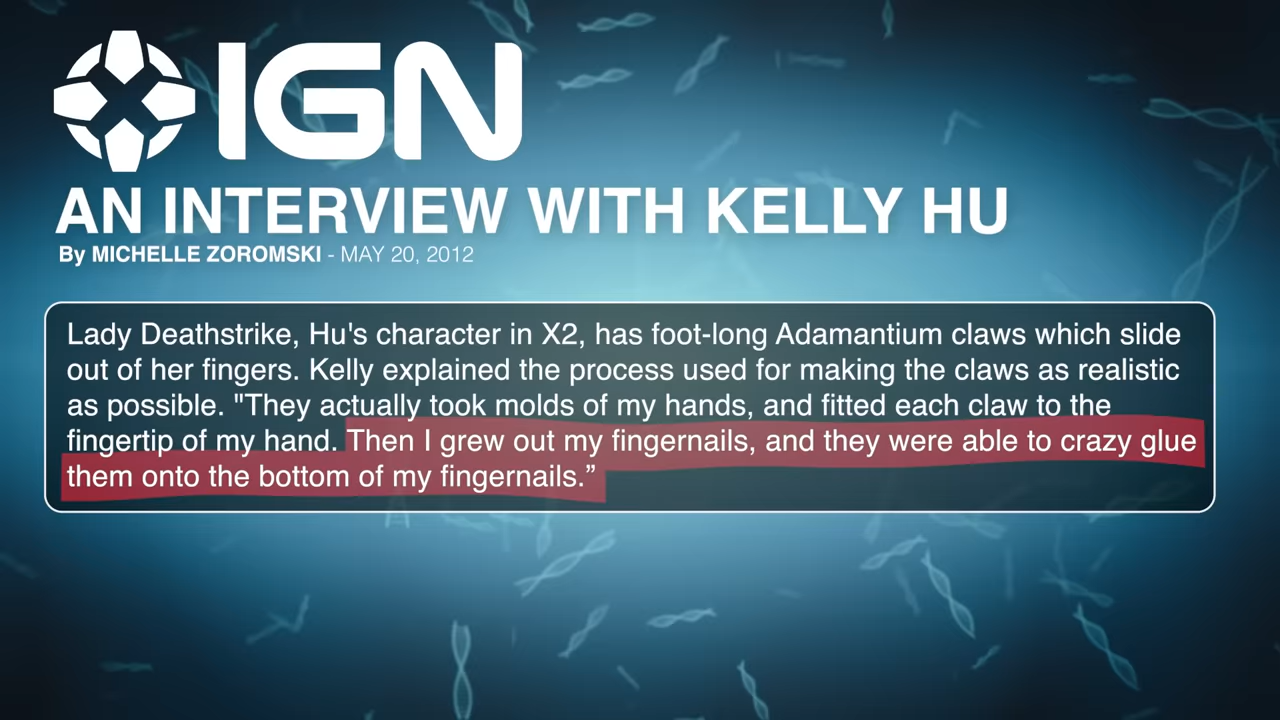 IGN
AN INTERVIEW WITH KELLY HU
By MICHELLE ZOROMSKI - MAY 20, 2012
Lady Deathstrike, Hu's character in X2, has foot-long Adamantium claws which slide
out of her fingers. Kelly explained the process used for making the claws as realistic
as possible. "They actually took molds of my hands, and fitted each claw to the
fingertip of my hand. Then I grew out my fingernails, and they were able to crazy glue
them onto the bottom of my fingernails.”